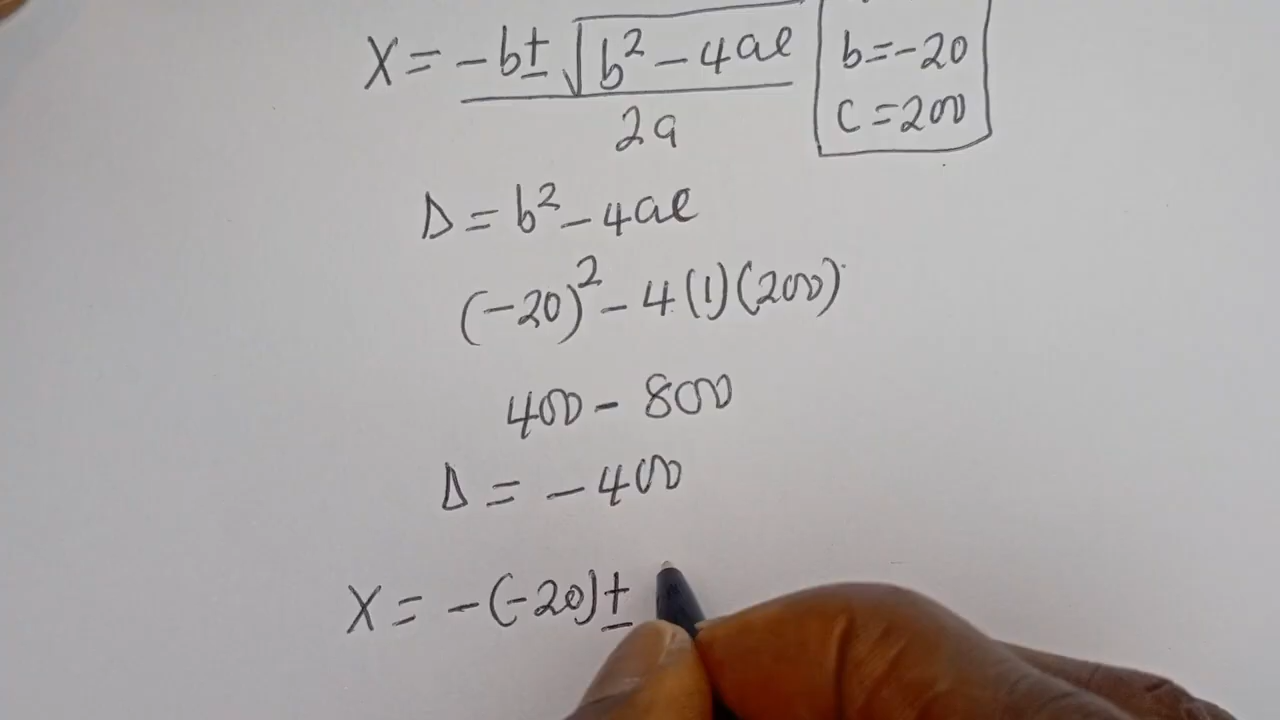 X = -b ± √(b² - 4ac) / 2a
b = -20
c = 200
Δ = b² - 4ac
(-20)² - 4(1)(200)
400 - 800
Δ = -400
X = -(-20) ±